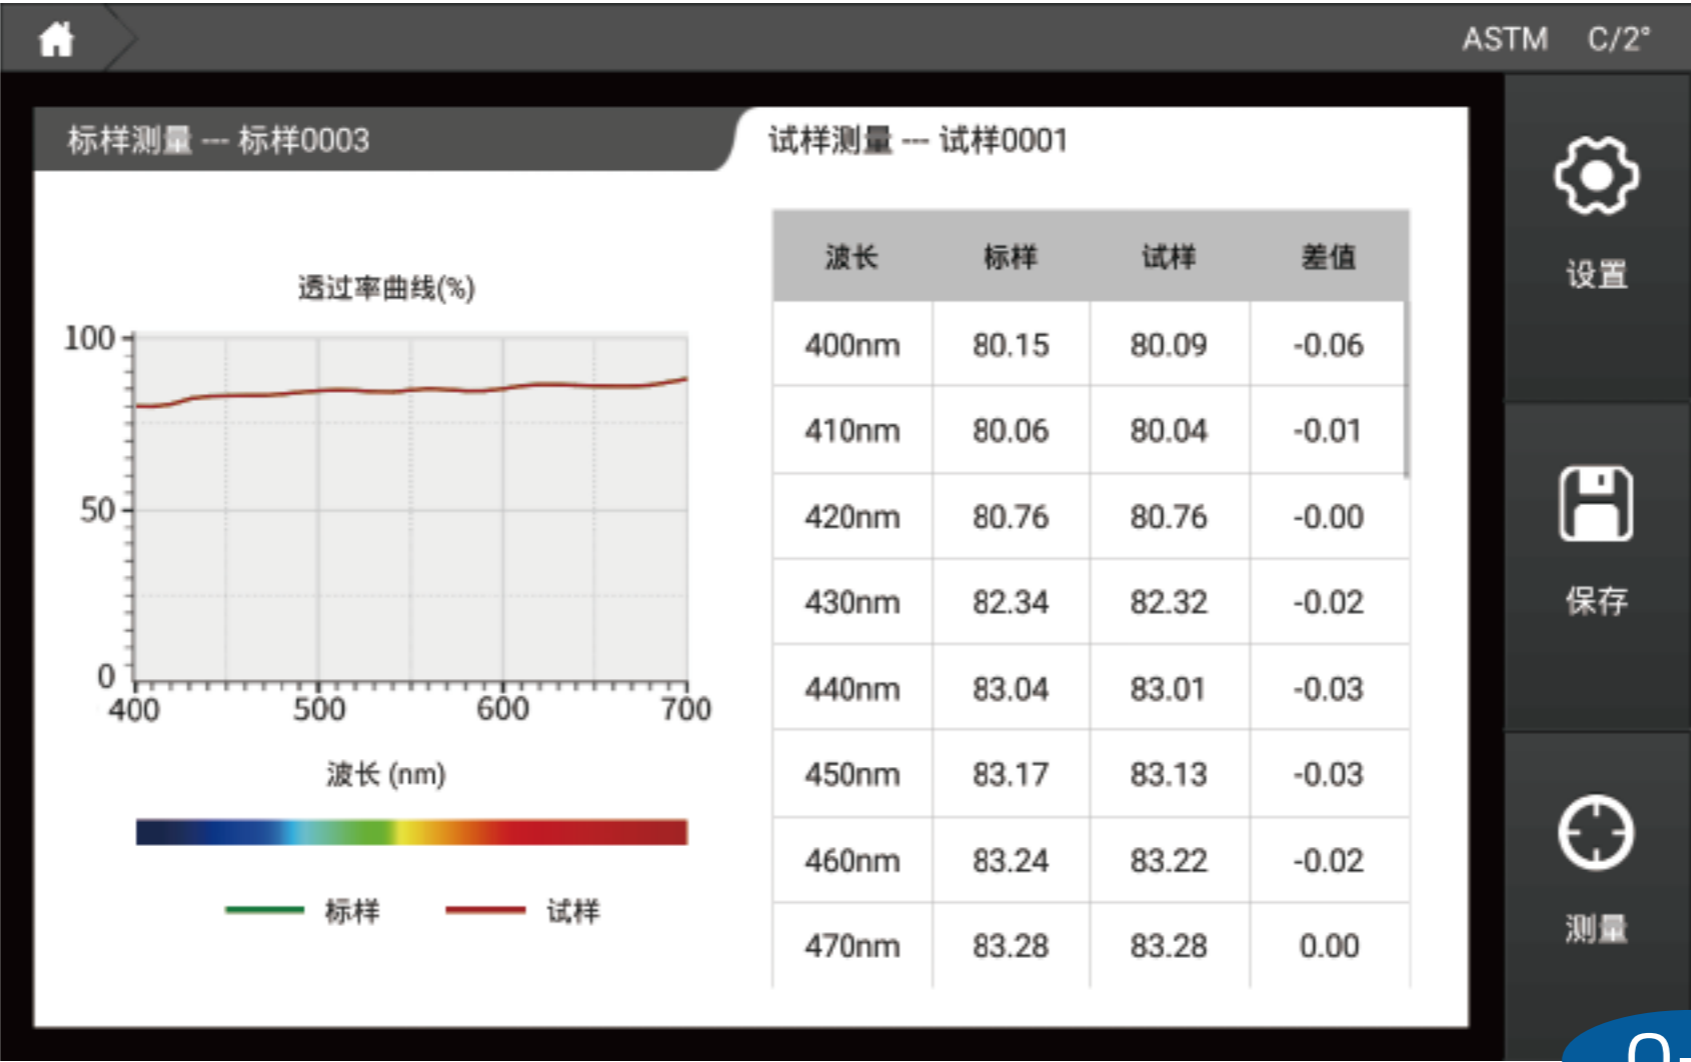 ASTM C/2°
标样测量 --- 标样0003
试样测量 --- 试样0001
透过率曲线(%)
100
50
0
400 500 600 700
波长 (nm)
标样 试样
波长 标样 试样 差值
400nm 80.15 80.09 -0.06
410nm 80.06 80.04 -0.01
420nm 80.76 80.76 -0.00
430nm 82.34 82.32 -0.02
440nm 83.04 83.01 -0.03
450nm 83.17 83.13 -0.03
460nm 83.24 83.22 -0.02
470nm 83.28 83.28 0.00
设置
保存
测量